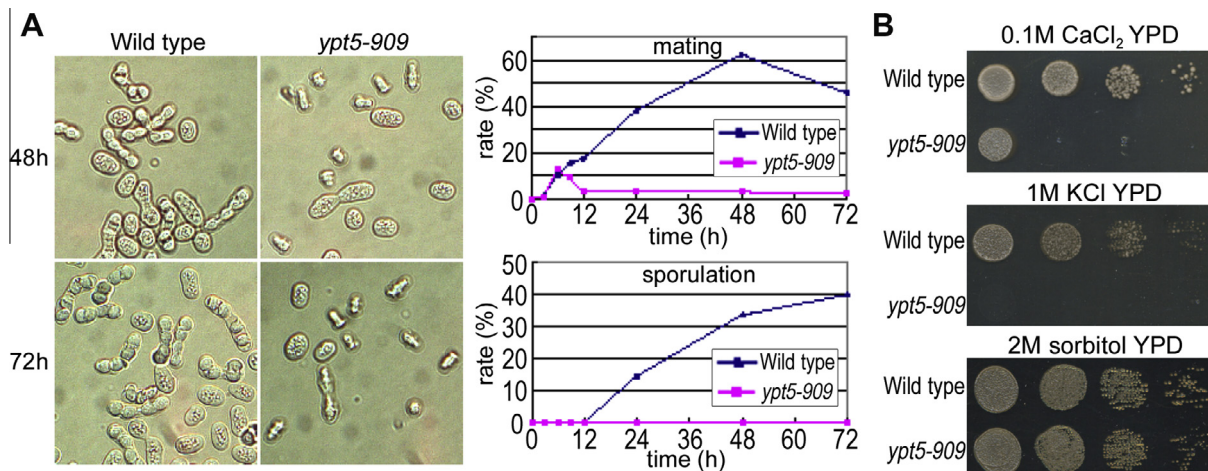 A
Wild type
ypt5-909
48h
72h
mating
rate (%)
60
40
20
0
Wild type
ypt5-909
0 12 24 36 48 60 72
time (h)
sporulation
rate (%)
50
40
30
20
10
0
Wild type
ypt5-909
0 12 24 36 48 60 72
time (h)
B
0.1M CaCl₂ YPD
Wild type
ypt5-909
1M KCl YPD
Wild type
ypt5-909
2M sorbitol YPD
Wild type
ypt5-909